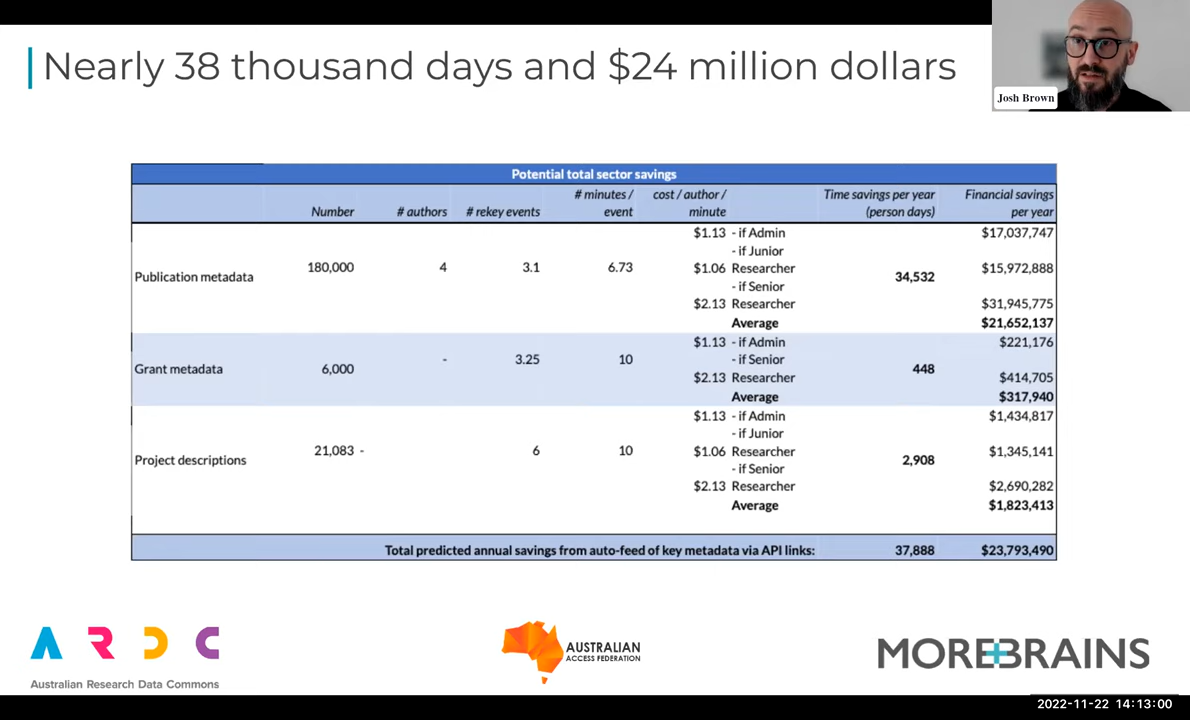 Nearly 38 thousand days and $24 million dollars
Josh Brown
Potential total sector savings
Number # authors # rekey events # minutes / event cost / author / minute Time savings per year (person days) Financial savings per year
Publication metadata 180,000 4 3.1 6.73 34,532
$1.13 - if Admin $17,037,747
- if Junior
$1.06 Researcher $15,972,888
- if Senior
$2.13 Researcher $31,945,775
Average $21,652,137
Grant metadata 6,000 - 3.25 10 448
$1.13 - if Admin $221,176
- if Senior
$2.13 Researcher $414,705
Average $317,940
Project descriptions 21,083 - 6 10 2,908
$1.13 - if Admin $1,434,817
- if Junior
$1.06 Researcher $1,345,141
- if Senior
$2.13 Researcher $2,690,282
Average $1,823,413
Total predicted annual savings from auto-feed of key metadata via API links: 37,888 $23,793,490
ARDC
Australian Research Data Commons
AUSTRALIAN
ACCESS FEDERATION
MOREBRAINS
2022-11-22 14:13:00